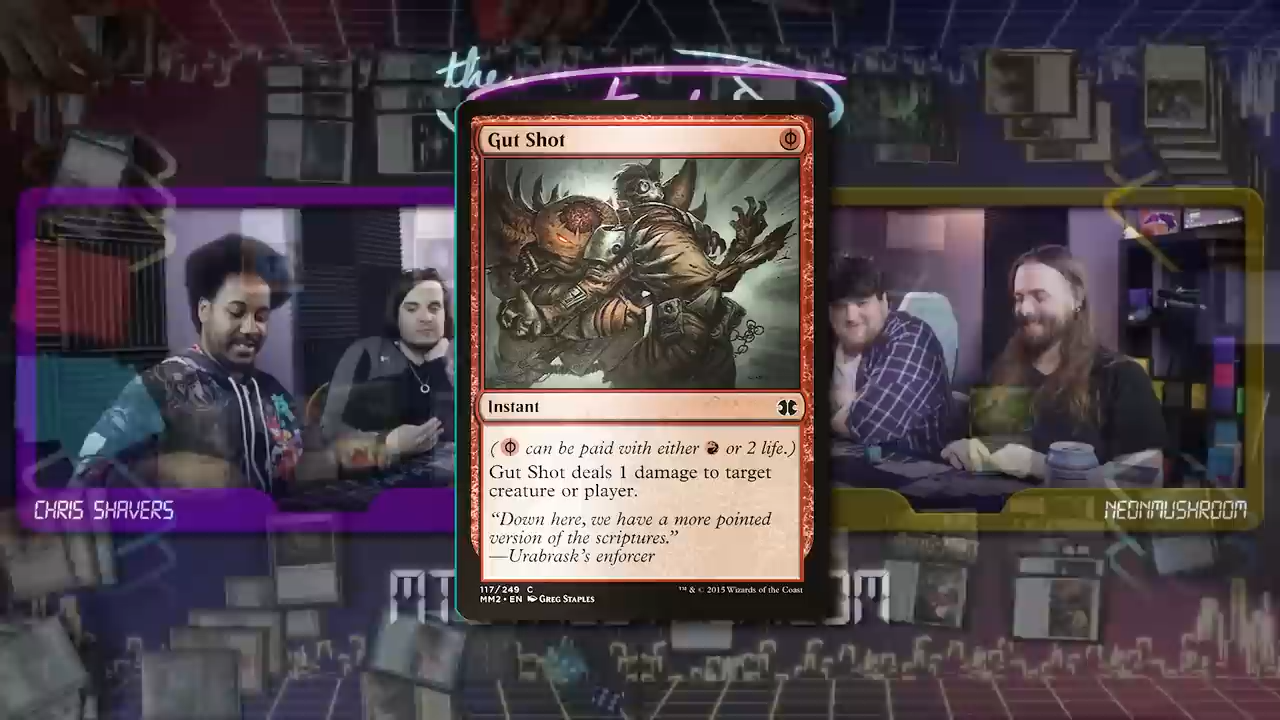 the
Gut Shot
Instant
( can be paid with either or 2 life.)
Gut Shot deals 1 damage to target
creature or player.
“Down here, we have a more pointed
version of the scriptures.”
—Urabrask's enforcer
117/249 C
MM2 • EN Greg Staples
™ & © 2015 Wizards of the Coast
CHRIS SHAVERS
NEONMUSHROOM